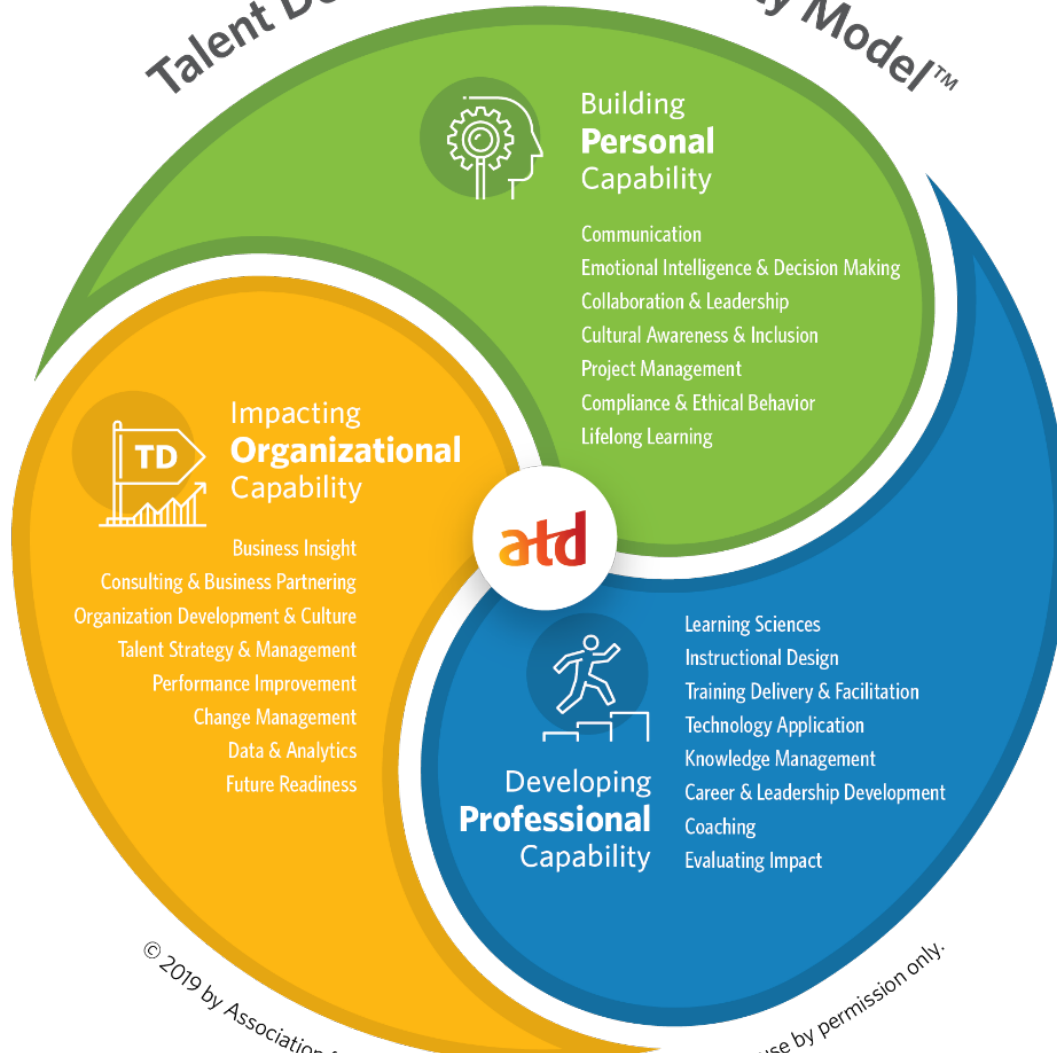 Talent
Model™
Building
Personal
Capability
Communication
Emotional Intelligence & Decision Making
Collaboration & Leadership
Cultural Awareness & Inclusion
Project Management
Compliance & Ethical Behavior
Lifelong Learning
TD
Impacting
Organizational
Capability
Business Insight
Consulting & Business Partnering
Organization Development & Culture
Talent Strategy & Management
Performance Improvement
Change Management
Data & Analytics
Future Readiness
atd
Developing
Professional
Capability
Learning Sciences
Instructional Design
Training Delivery & Facilitation
Technology Application
Knowledge Management
Career & Leadership Development
Coaching
Evaluating Impact
© 2019 by Association
use by permission only.